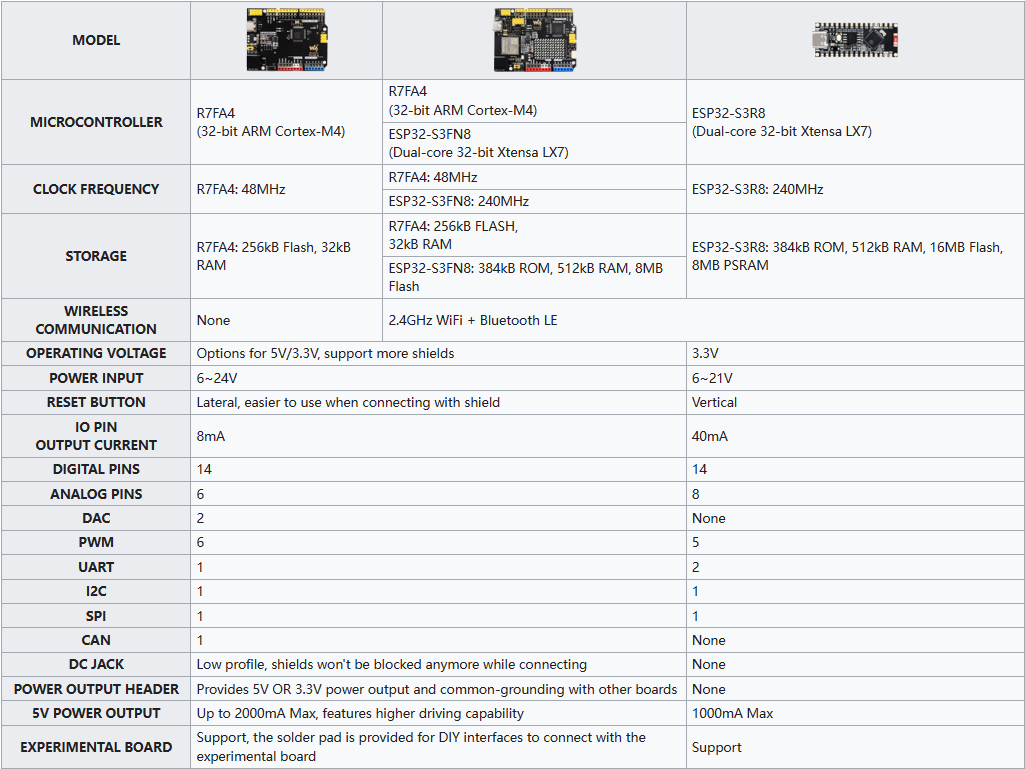 MODEL
MICROCONTROLLER
R7FA4
(32-bit ARM Cortex-M4)
R7FA4
(32-bit ARM Cortex-M4)
ESP32-S3FN8
(Dual-core 32-bit Xtensa LX7)
ESP32-S3R8
(Dual-core 32-bit Xtensa LX7)
CLOCK FREQUENCY
R7FA4: 48MHz
R7FA4: 48MHz
ESP32-S3FN8: 240MHz
ESP32-S3R8: 240MHz
STORAGE
R7FA4: 256kB Flash, 32kB
RAM
R7FA4: 256kB FLASH,
32kB RAM
ESP32-S3FN8: 384kB ROM, 512kB RAM, 8MB
Flash
ESP32-S3R8: 384kB ROM, 512kB RAM, 16MB Flash,
8MB PSRAM
WIRELESS
COMMUNICATION
None
2.4GHz WiFi + Bluetooth LE
OPERATING VOLTAGE
Options for 5V/3.3V, support more shields
3.3V
POWER INPUT
6~24V
6~21V
RESET BUTTON
Lateral, easier to use when connecting with shield
Vertical
IO PIN
OUTPUT CURRENT
8mA
40mA
DIGITAL PINS
14
14
ANALOG PINS
6
8
DAC
2
None
PWM
6
5
UART
1
2
I2C
1
1
SPI
1
1
CAN
1
None
DC JACK
Low profile, shields won't be blocked anymore while connecting
None
POWER OUTPUT HEADER
Provides 5V OR 3.3V power output and common-grounding with other boards
None
5V POWER OUTPUT
Up to 2000mA Max, features higher driving capability
1000mA Max
EXPERIMENTAL BOARD
Support, the solder pad is provided for DIY interfaces to connect with the
experimental board
Support